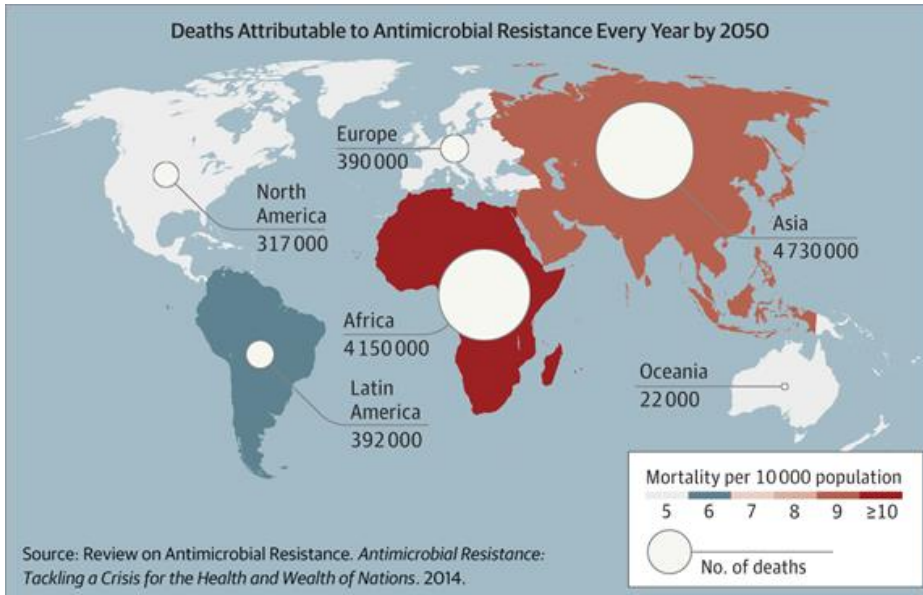 Deaths Attributable to Antimicrobial Resistance Every Year by 2050
Europe
390 000
North
America
317 000
Asia
4 730 000
Africa
4 150 000
Latin
America
392 000
Oceania
22 000
Mortality per 10 000 population
5 6 7 8 9 ≥10
No. of deaths
Source: Review on Antimicrobial Resistance. Antimicrobial Resistance:
Tackling a Crisis for the Health and Wealth of Nations. 2014.